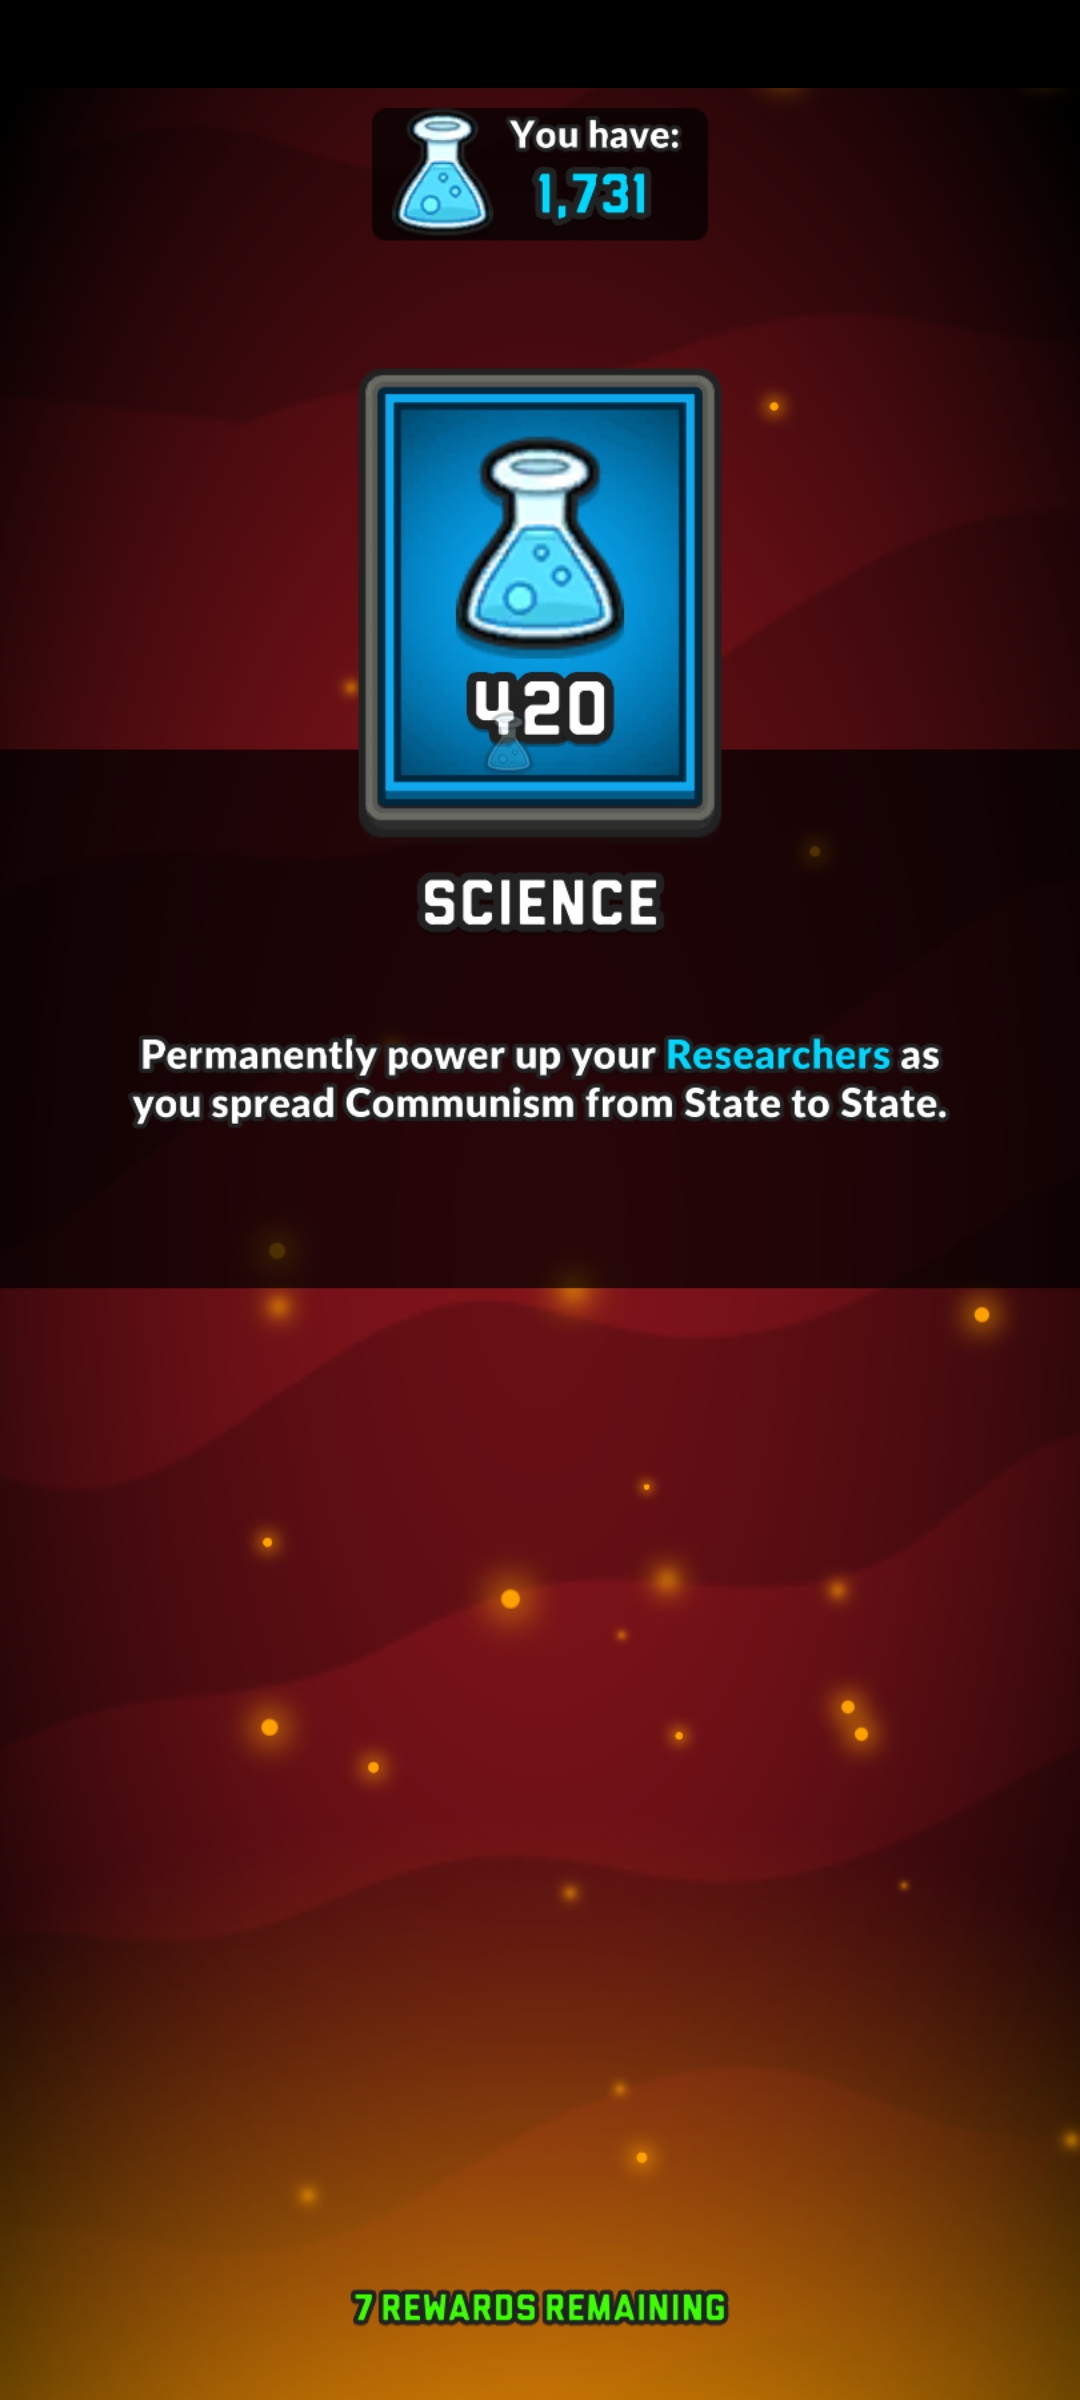 You have:
1,731
420
SCIENCE
Permanently power up your Researchers as
you spread Communism from State to State.
7 REWARDS REMAINING